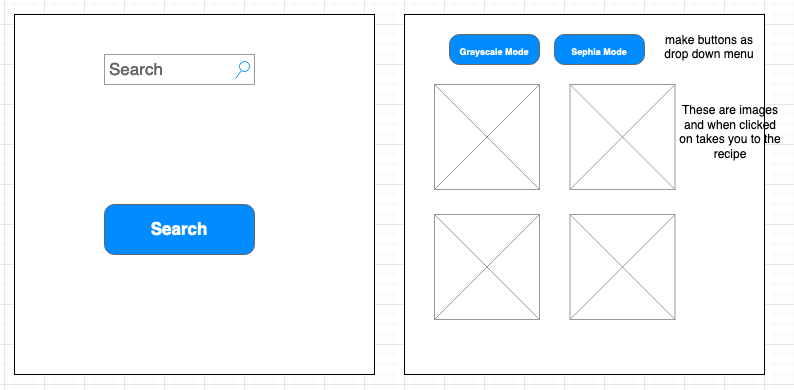 Search
Search
Grayscale Mode
Sephia Mode
make buttons as
drop down menu
These are images
and when clicked
on takes you to the
recipe